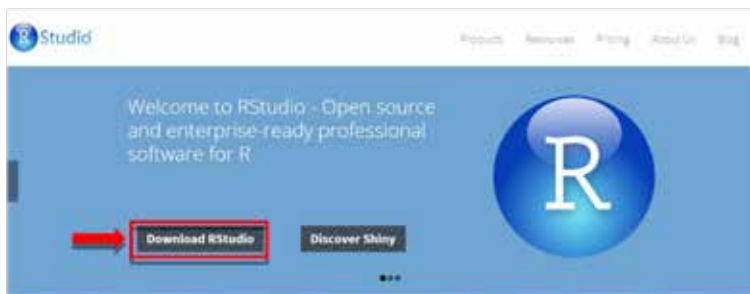 R Studio
Products Resources Pricing About Us Blog
Welcome to RStudio - Open source
and enterprise-ready professional
software for R
R
Download RStudio Discover Shiny